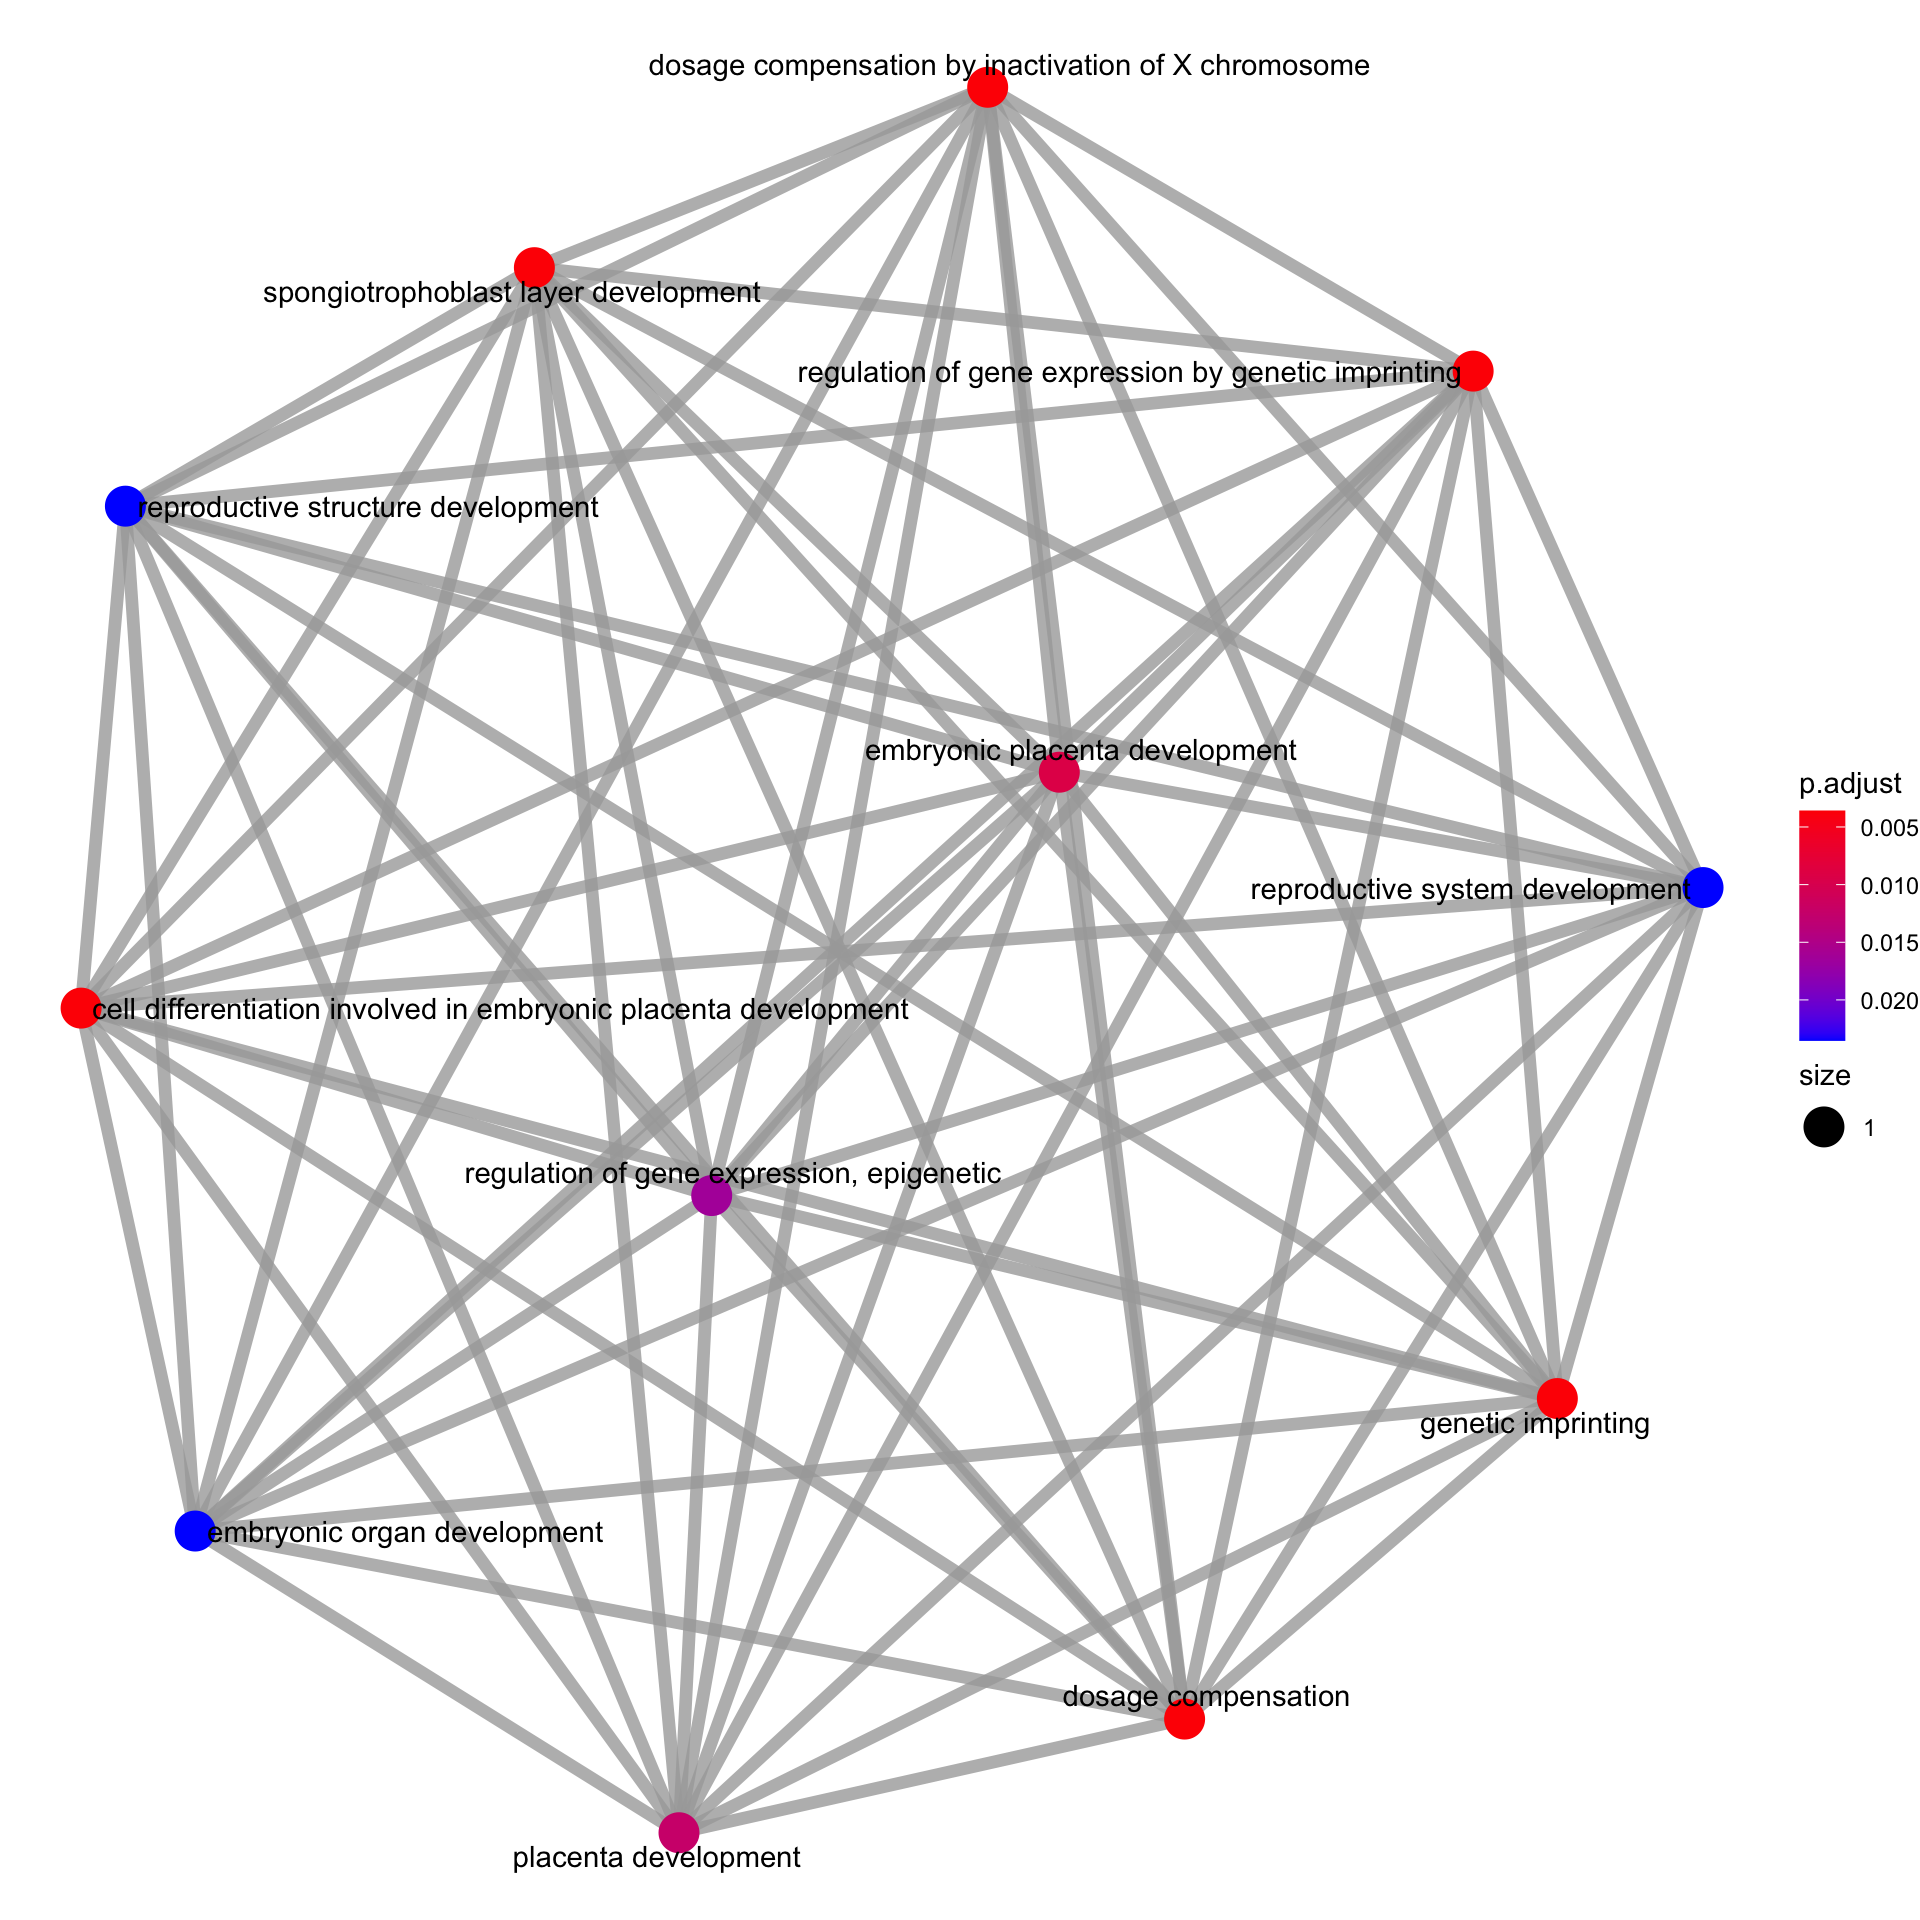 dosage compensation by inactivation of X chromosome
spongiotrophoblast layer development
regulation of gene expression by genetic imprinting
reproductive structure development
embryonic placenta development
reproductive system development
cell differentiation involved in embryonic placenta development
regulation of gene expression, epigenetic
genetic imprinting
embryonic organ development
dosage compensation
placenta development
p.adjust
0.005
0.010
0.015
0.020
size
1